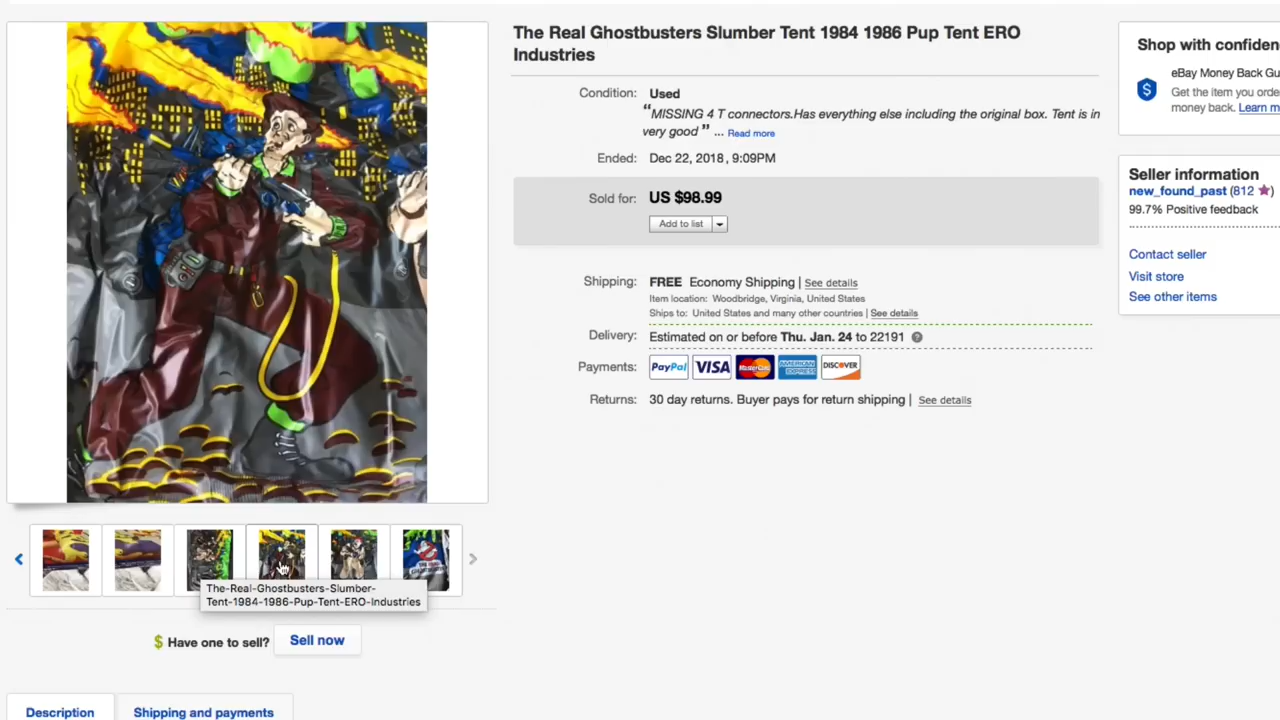 The Real Ghostbusters Slumber Tent 1984 1986 Pup Tent ERO
Industries
Condition: Used
“MISSING 4 T connectors.Has everything else including the original box. Tent is in
very good ” ... Read more
Ended: Dec 22, 2018 , 9:09PM
Sold for: US $98.99
Add to list
Shipping: FREE Economy Shipping | See details
Item location: Woodbridge, Virginia, United States
Ships to: United States and many other countries | See details
Delivery: Estimated on or before Thu. Jan. 24 to 22191
Payments: PayPal VISA MasterCard AMERICAN EXPRESS DISCOVER
Returns: 30 day returns. Buyer pays for return shipping | See details
Shop with confiden
eBay Money Back Gu
Get the item you orde
money back. Learn m
Seller information
new_found_past (812 )
99.7% Positive feedback
Contact seller
Visit store
See other items
The-Real-Ghostbusters-Slumber-
Tent-1984-1986-Pup-Tent-ERO-Industries
$ Have one to sell? Sell now
Description
Shipping and payments